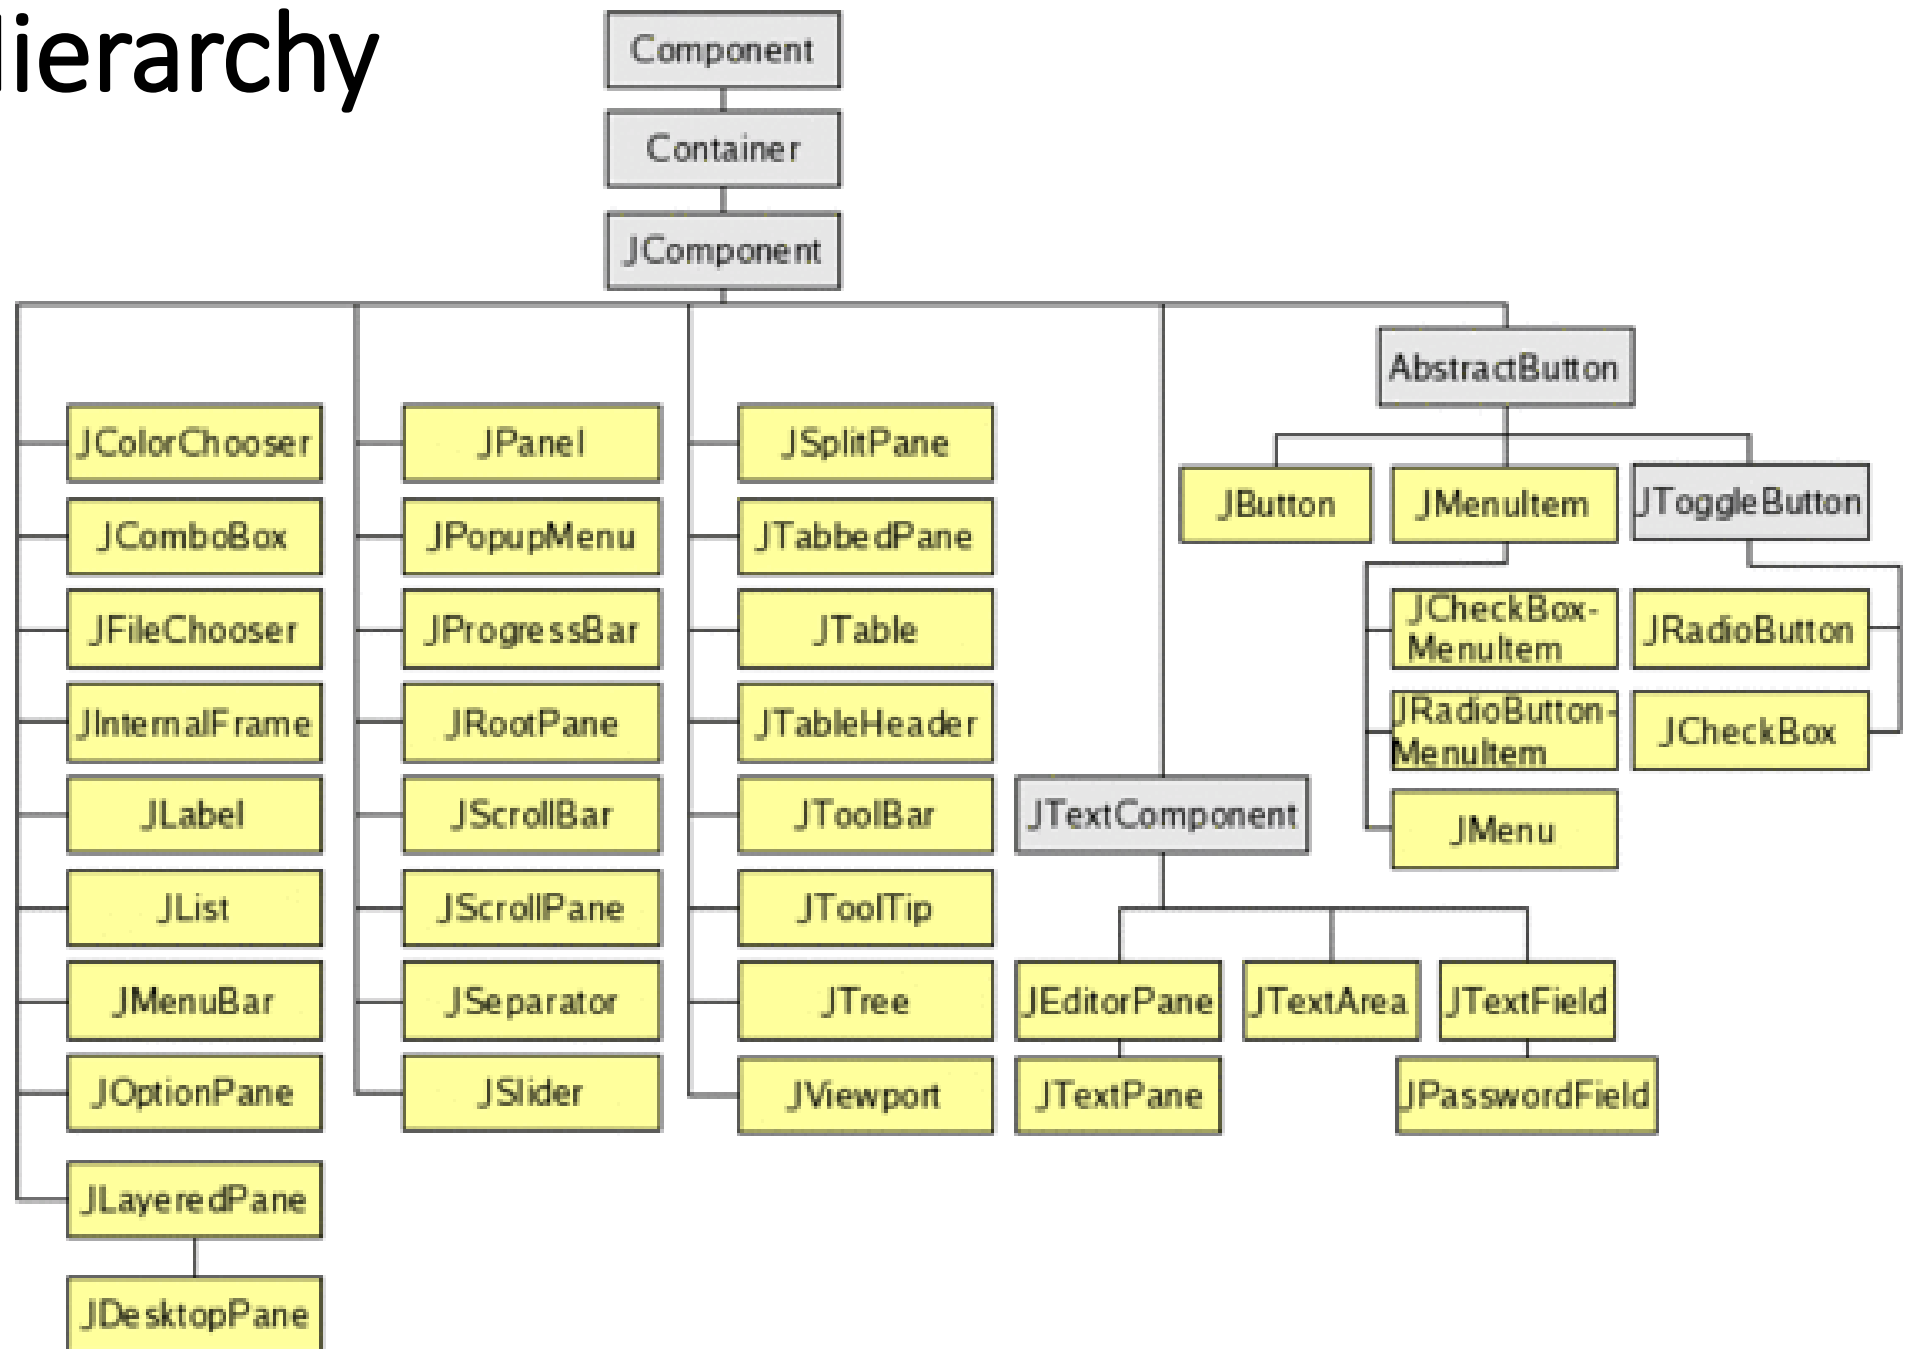 ierarchy
Component
Container
JComponent
AbstractButton
JColorChooser
JPanel
JSplitPane
JButton
JMenuItem
JToggleButton
JComboBox
JPopupMenu
JTabbedPane
JFileChooser
JProgressBar
JTable
JCheckBox-
MenuItem
JRadioButton
JInternalFrame
JRootPane
JTableHeader
JRadioButton-
MenuItem
JCheckBox
JLabel
JScrollBar
JToolBar
JTextComponent
JMenu
JList
JScrollPane
JToolTip
JMenuBar
JSeparator
JTree
JEditorPane
JTextArea
JTextField
JOptionPane
JSlider
JViewport
JTextPane
JPasswordField
JLayeredPane
JDesktopPane